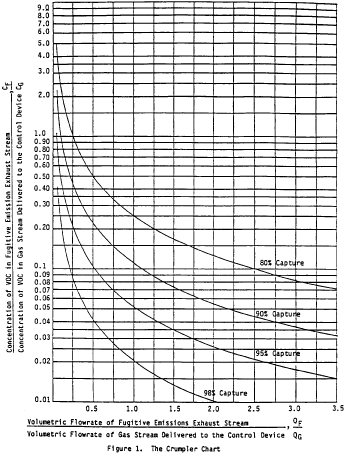 9.0
8.0
7.0
6.0
5.0
4.0
3.0
2.0
1.0
0.90
0.80
0.70
0.60
0.50
0.40
0.30
0.20
0.1
0.09
0.08
0.07
0.06
0.05
0.04
0.03
0.02
0.01
Concentration of VOC in Fugitive Emission Exhaust Stream , CF
Concentration of VOC in Gas Stream Delivered to the Control Device CG
80% Capture
90% Capture
95% Capture
98% Capture
0.5 1.0 1.5 2.0 2.5 3.0 3.5
Volumetric Flowrate of Fugitive Emissions Exhaust Stream , QF
Volumetric Flowrate of Gas Stream Delivered to the Control Device QG
Figure 1. The Crumpler Chart